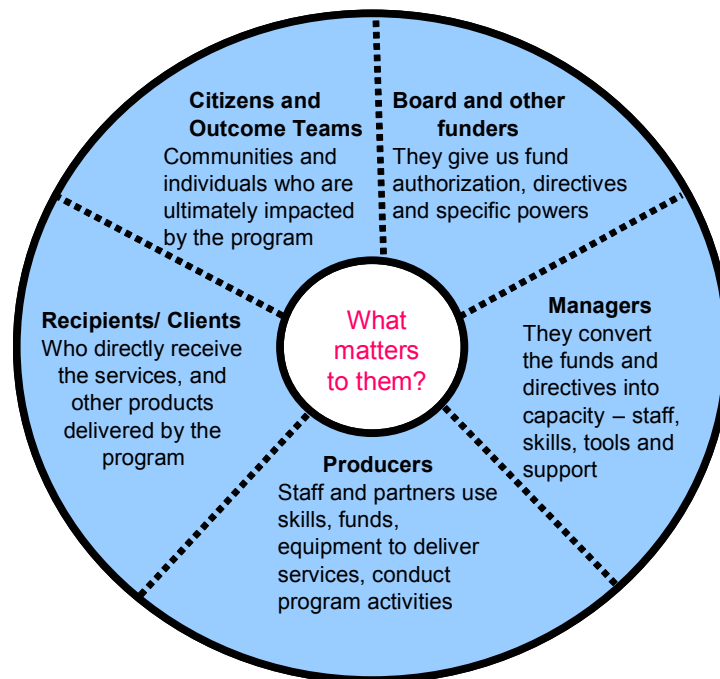 Citizens and
Outcome Teams
Communities and
individuals who are
ultimately impacted
by the program
Board and other
funders
They give us fund
authorization, directives
and specific powers
Managers
They convert
the funds and
directives into
capacity – staff,
skills, tools and
support
Producers
Staff and partners use
skills, funds,
equipment to deliver
services, conduct
program activities
Recipients/ Clients
Who directly receive
the services, and
other products
delivered by the
program
What
matters
to them?